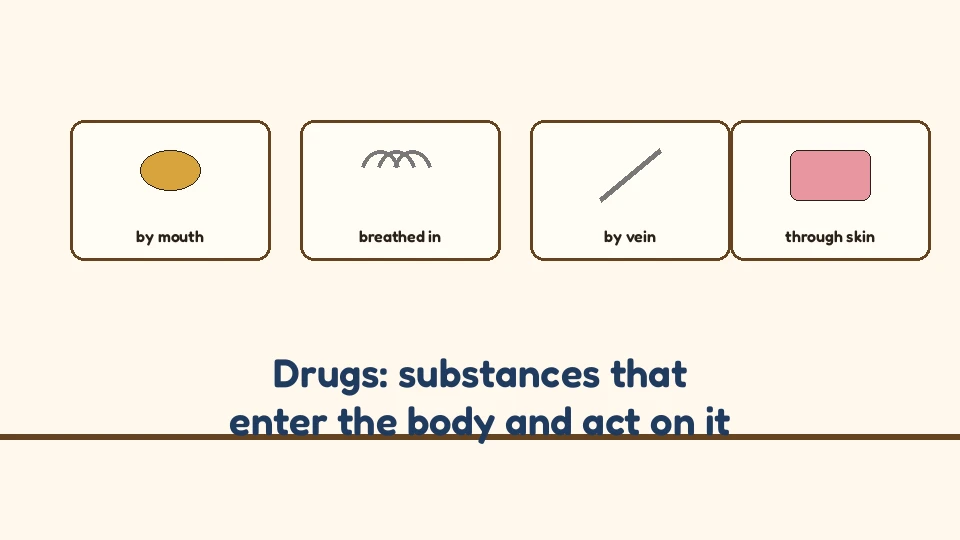 by mouth
breathed in
by vein
through skin
Drugs: substances that
enter the body and act on it